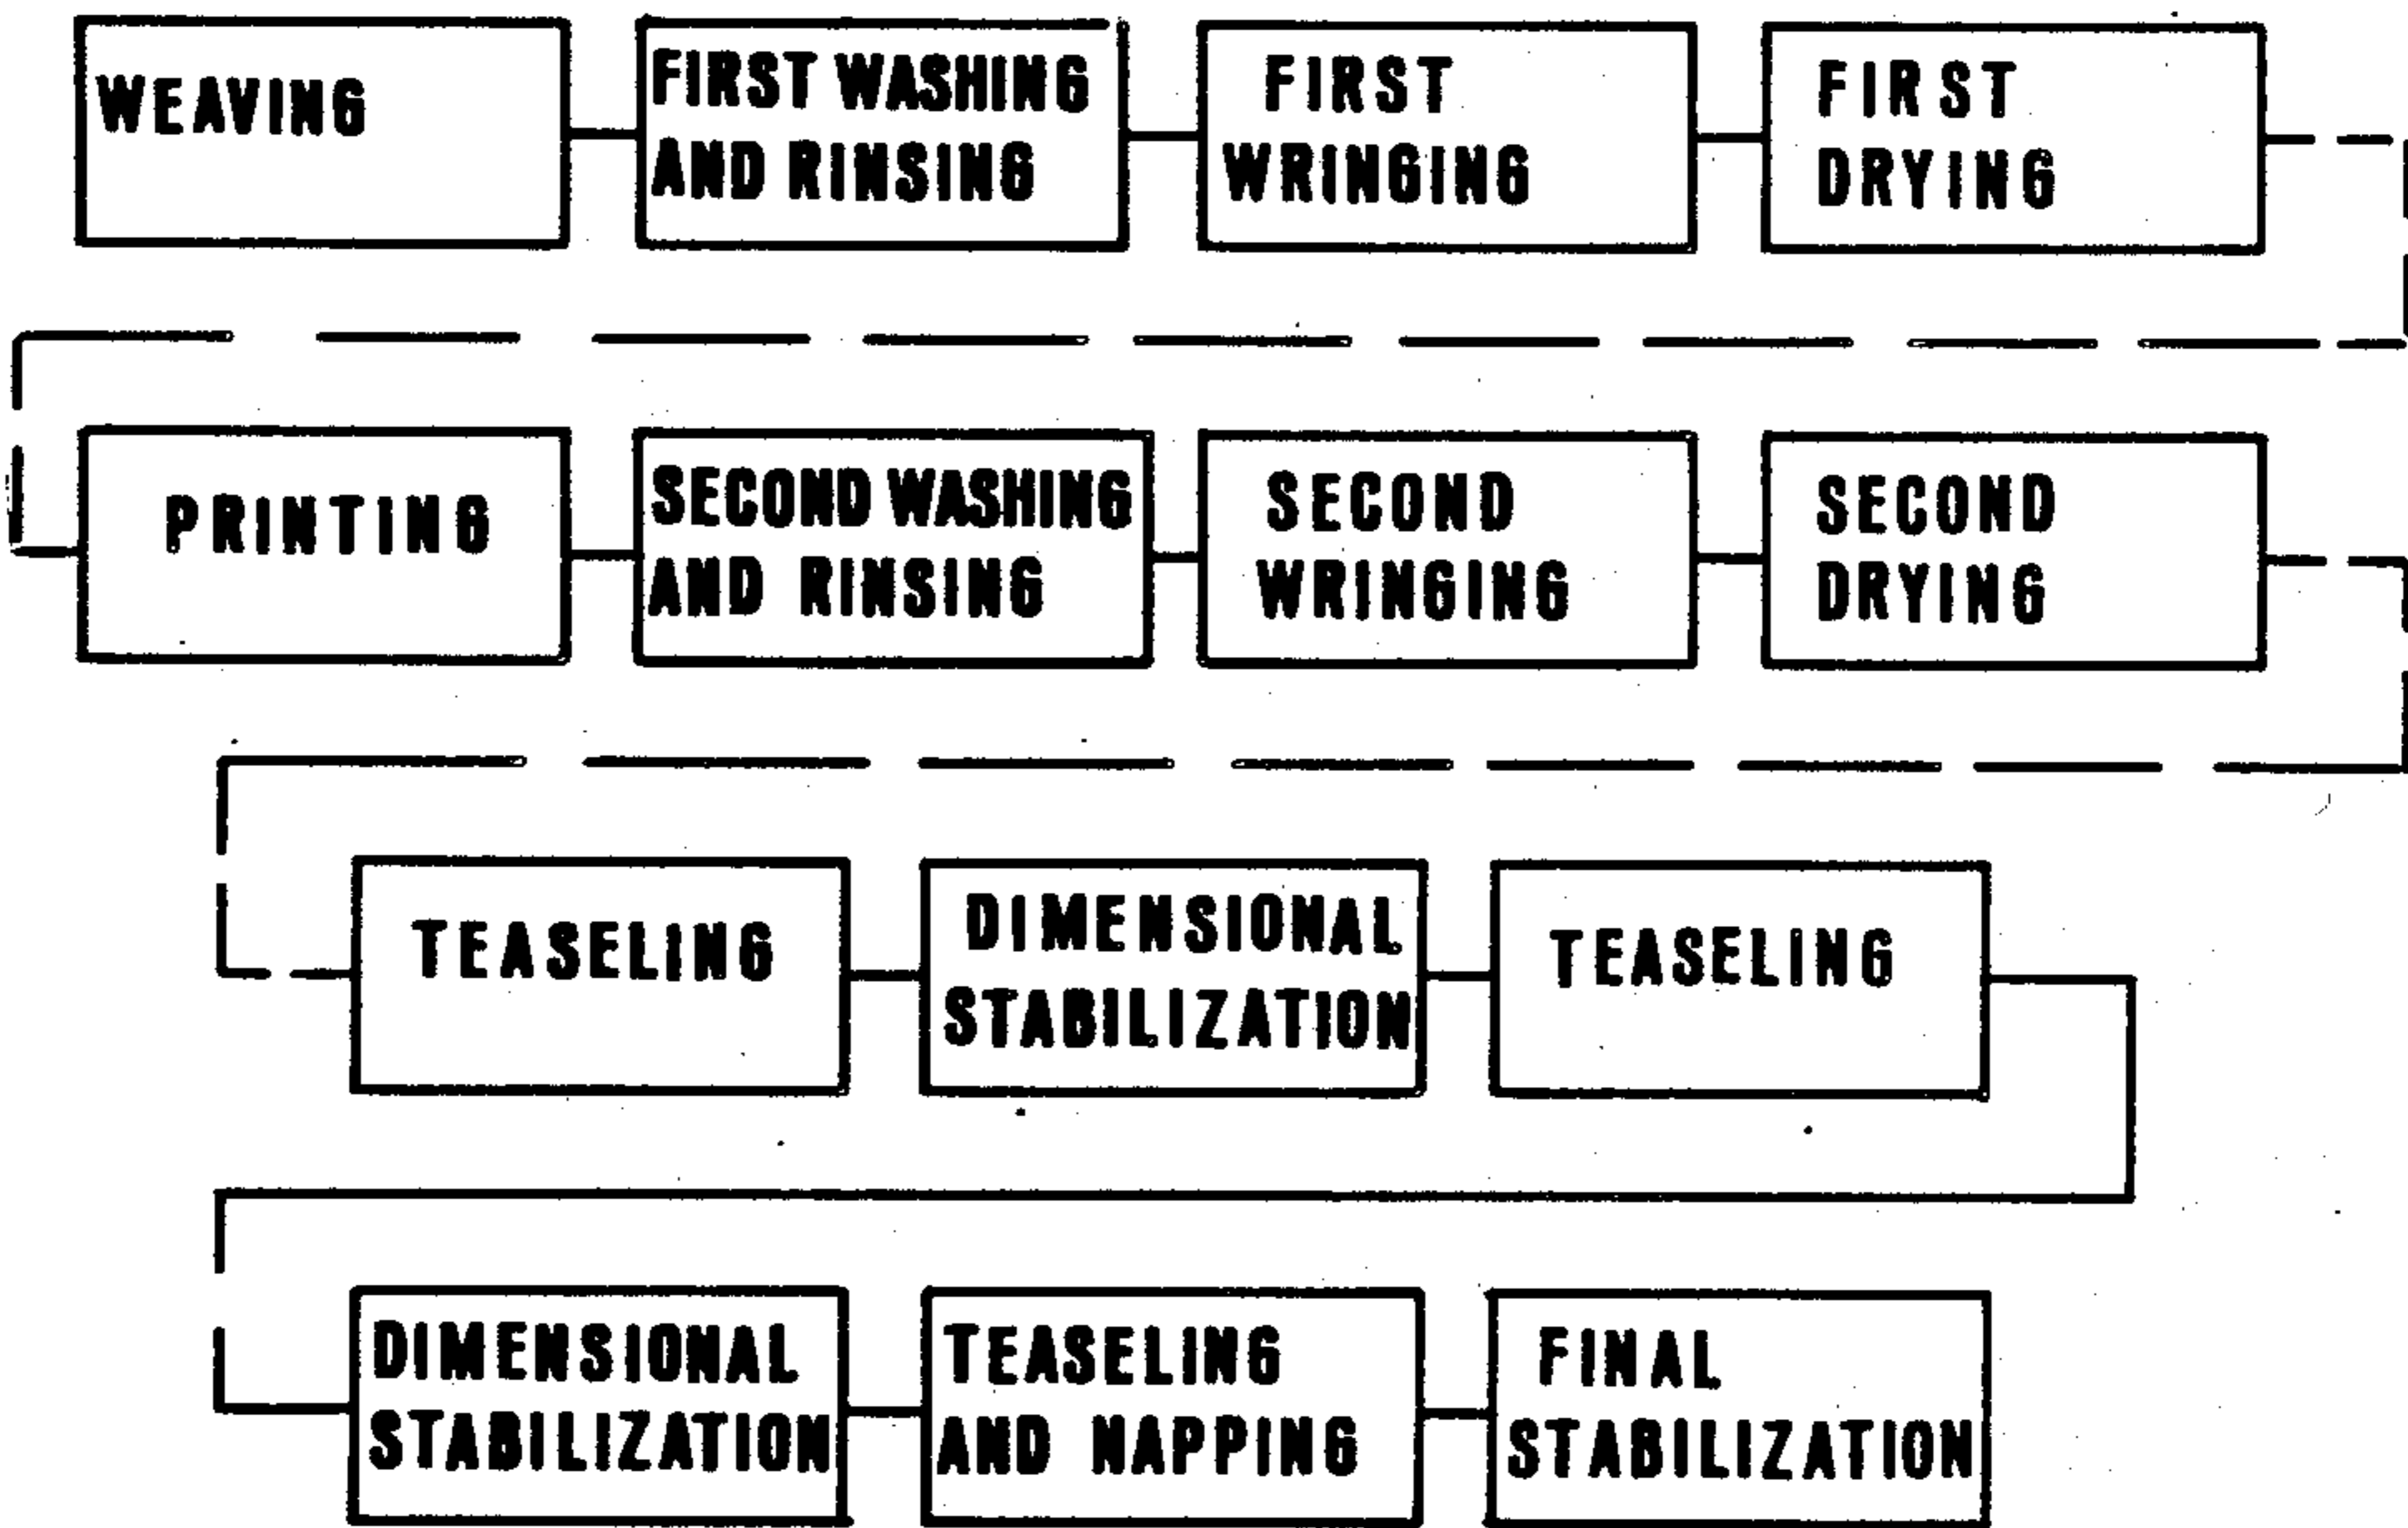 WEAVING
FIRST WASHING
AND RINSING
FIRST
WRINGING
FIRST
DRYING
PRINTING
SECOND WASHING
AND RINSING
SECOND
WRINGING
SECOND
DRYING
TEASELING
DIMENSIONAL
STABILIZATION
TEASELING
DIMENSIONAL
STABILIZATION
TEASELING
AND NAPPING
FINAL
STABILIZATION